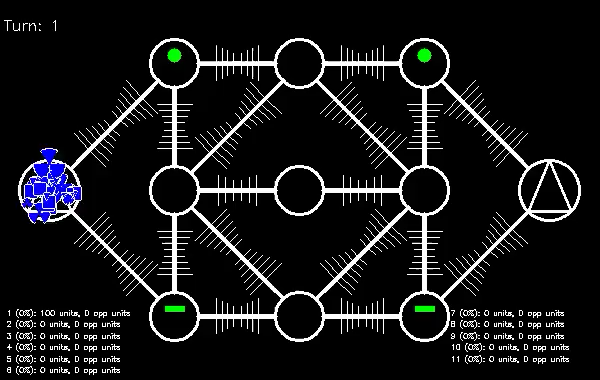 Turn: 1
1 (0%): 100 units, 0 opp units
2 (0%): 0 units, 0 opp units
3 (0%): 0 units, 0 opp units
4 (0%): 0 units, 0 opp units
5 (0%): 0 units, 0 opp units
6 (0%): 0 units, 0 opp units
7 (0%): 0 units, 0 opp units
8 (0%): 0 units, 0 opp units
9 (0%): 0 units, 0 opp units
10 (0%): 0 units, 0 opp units
11 (0%): 0 units, 0 opp units